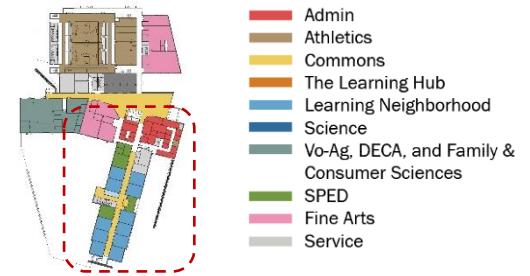 Admin
Athletics
Commons
The Learning Hub
Learning Neighborhood
Science
Vo-Ag, DECA, and Family &
Consumer Sciences
SPED
Fine Arts
Service